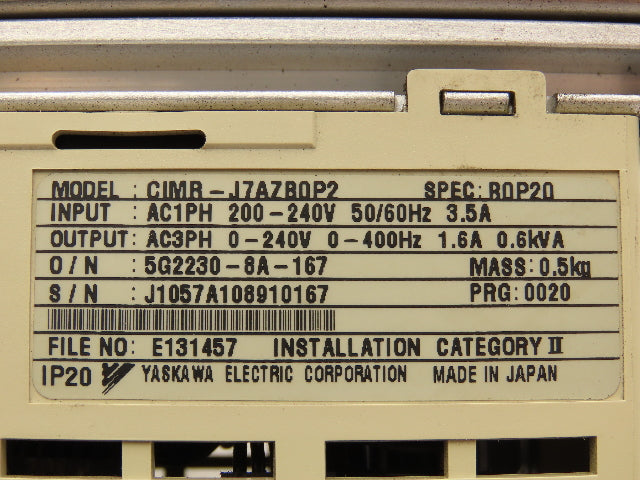 MODEL : CIMR-J7AZB0P2 SPEC: B0P20
INPUT : AC1PH 200-240V 50/60Hz 3.5A
OUTPUT: AC3PH 0-240V 0-400Hz 1.6A 0.6kVA
O/N : 5G2230-8A-167 MASS: 0.5kg
S/N : J1057A108910167 PRG: 0020
FILE NO: E131457 INSTALLATION CATEGORY II
IP20 YASKAWA ELECTRIC CORPORATION MADE IN JAPAN